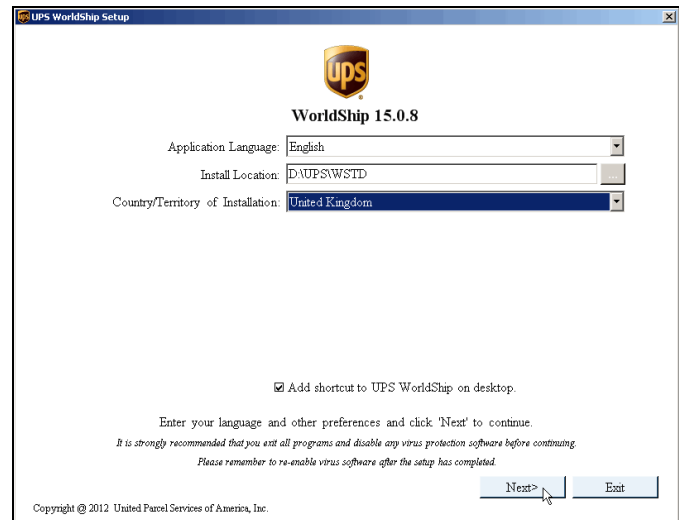 UPS WorldShip Setup
ups
WorldShip 15.0.8
Application Language: English
Install Location: D:\UPS\WSTD ...
Country/Territory of Installation: United Kingdom
Add shortcut to UPS WorldShip on desktop.
Enter your language and other preferences and click 'Next' to continue.
It is strongly recommended that you exit all programs and disable any virus protection software before continuing.
Please remember to re-enable virus software after the setup has completed.
Next> Exit
Copyright @ 2012 United Parcel Services of America, Inc.